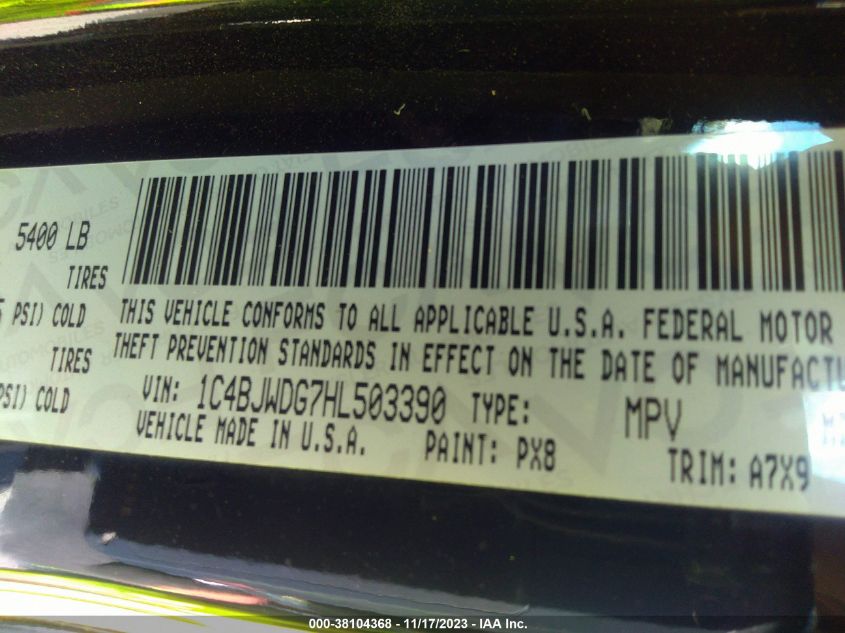 5400 LB
TIRES
PSI) COLD
THIS VEHICLE CONFORMS TO ALL APPLICABLE U.S.A. FEDERAL MOTOR
TIRES
THEFT PREVENTION STANDARDS IN EFFECT ON THE DATE OF
PSI) COLD
VIN: 1C4BJWDG7HL503390 TYPE: MPV
VEHICLE MADE IN U.S.A. PAINT: PX8 TRIM: A7X9
000-38104368 - 11/17/2023 - IAA Inc.